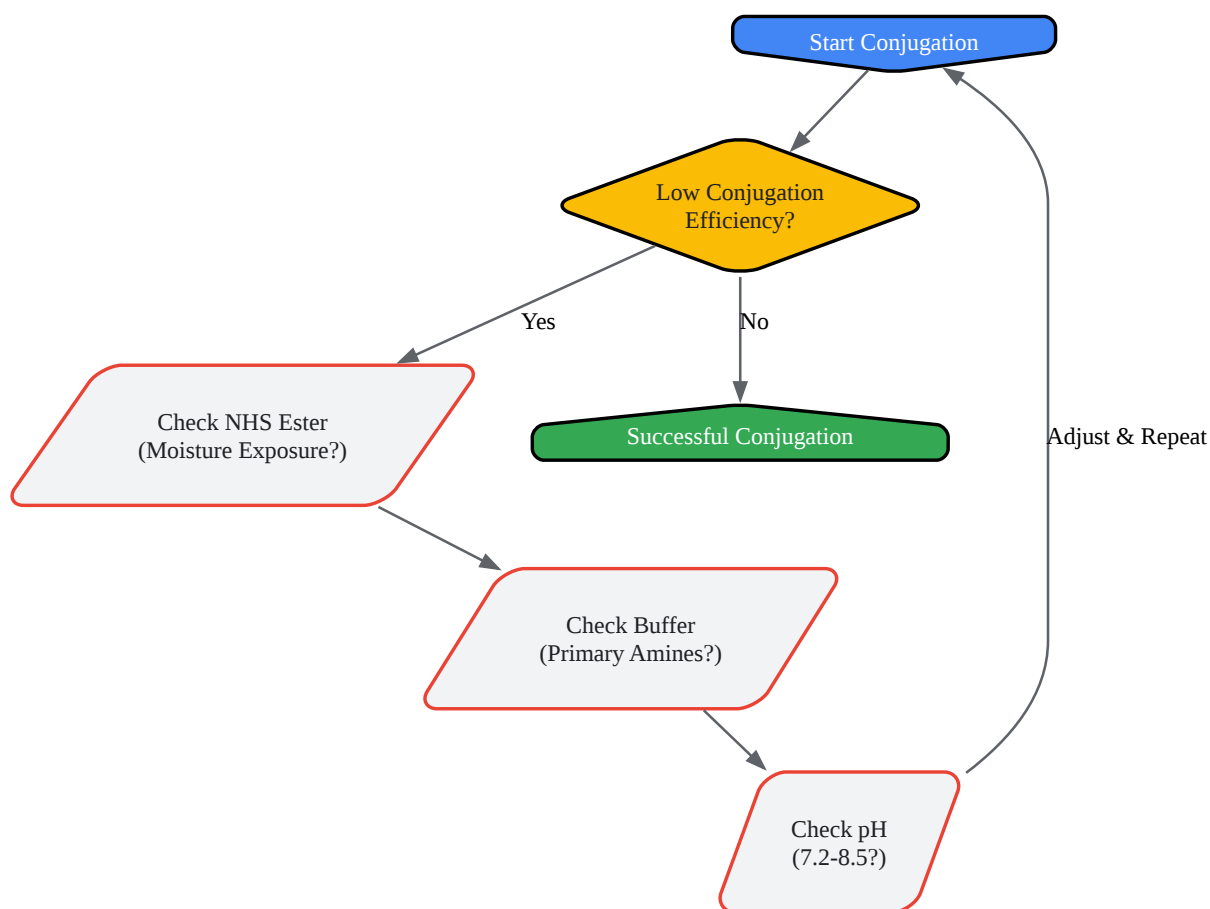 Start Conjugation
Low Conjugation
Efficiency?
Yes
No
Check NHS Ester
(Moisture Exposure?)
Successful Conjugation
Adjust & Repeat
Check Buffer
(Primary Amines?)
Check pH
(7.2-8.5?)